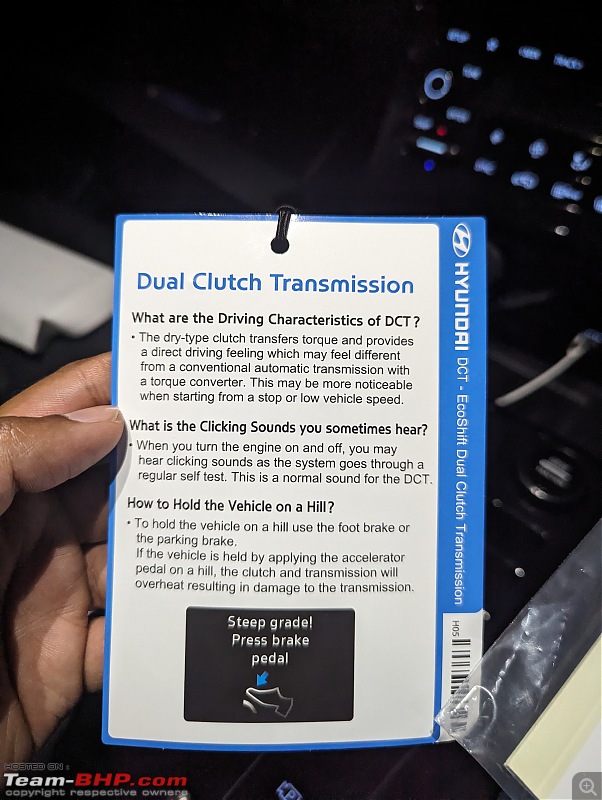 Dual Clutch Transmission
What are the Driving Characteristics of DCT?
• The dry-type clutch transfers torque and provides
a direct driving feeling which may feel different
from a conventional automatic transmission with
a torque converter. This may be more noticeable
when starting from a stop or low vehicle speed.
What is the Clicking Sounds you sometimes hear?
• When you turn the engine on and off, you may
hear clicking sounds as the system goes through a
regular self test. This is a normal sound for the DCT.
How to Hold the Vehicle on a Hill?
• To hold the vehicle on a hill use the foot brake or
the parking brake.
If the vehicle is held by applying the accelerator
pedal on a hill, the clutch and transmission will
overheat resulting in damage to the transmission.
Steep grade!
Press brake
pedal
HYUNDAI DCT - EcoShift Dual Clutch Transmission
H05
HOSTED ON :
Team-BHP.com
copyright respective owners